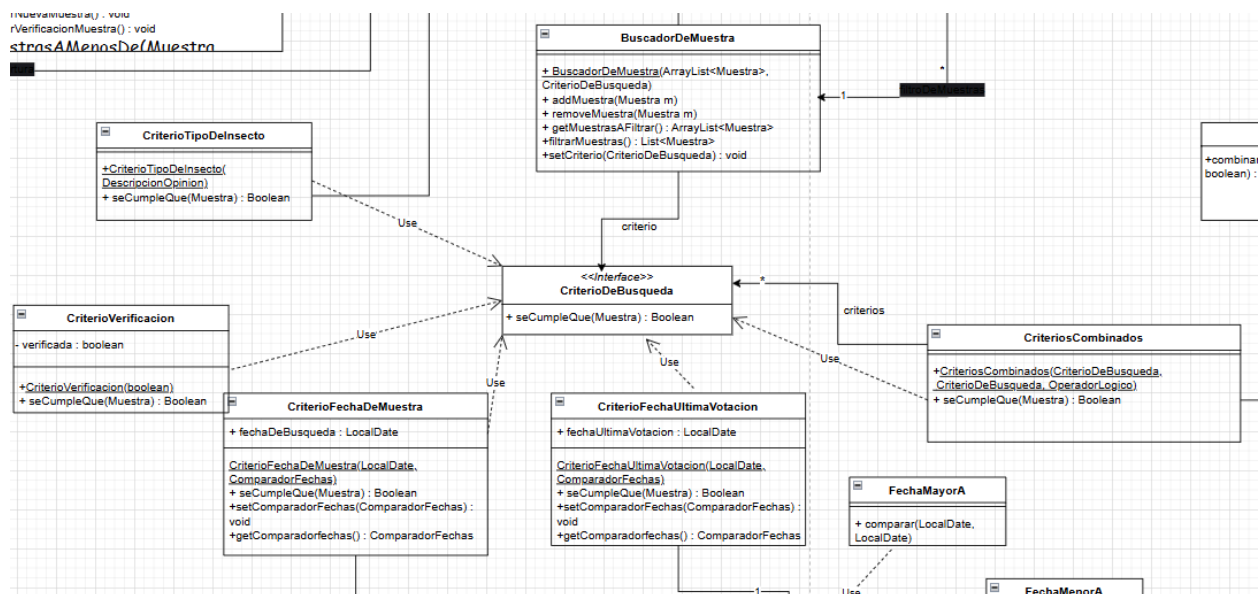 rNuevaMuestra() : void
rVerificacionMuestra() : void
strasAMenosDe(Muestra
tura
BuscadorDeMuestra
+ BuscadorDeMuestra(ArrayList<Muestra>,
CriterioDeBusqueda)
+ addMuestra(Muestra m)
+ removeMuestra(Muestra m)
+ getMuestrasAFiltrar() : ArrayList<Muestra>
+filtrarMuestras() : List<Muestra>
+setCriterio(CriterioDeBusqueda) : void
*
1
filtroDeMuestras
CriterioTipoDeInsecto
+CriterioTipoDeInsecto(
DescripcionOpinion)
+ seCumpleQue(Muestra) : Boolean
+combinar
boolean) :
Use
criterio
<<Interface>>
CriterioDeBusqueda
+ seCumpleQue(Muestra) : Boolean
*
criterios
CriterioVerificacion
- verificada : boolean
+CriterioVerificacion(boolean)
+ seCumpleQue(Muestra) : Boolean
Use
Use
Use
Use
CriteriosCombinados
+CriteriosCombinados(CriterioDeBusqueda,
CriterioDeBusqueda, OperadorLogico)
+ seCumpleQue(Muestra) : Boolean
CriterioFechaDeMuestra
+ fechaDeBusqueda : LocalDate
CriterioFechaDeMuestra(LocalDate,
ComparadorFechas)
+ seCumpleQue(Muestra) : Boolean
+setComparadorFechas(ComparadorFechas) :
void
+getComparadorfechas() : ComparadorFechas
CriterioFechaUltimaVotacion
+ fechaUltimaVotacion : LocalDate
CriterioFechaUltimaVotacion(LocalDate,
ComparadorFechas)
+ seCumpleQue(Muestra) : Boolean
+setComparadorFechas(ComparadorFechas) :
void
+getComparadorfechas() : ComparadorFechas
FechaMayorA
+ comparar(LocalDate,
LocalDate)
1
Use
FechaMenorA